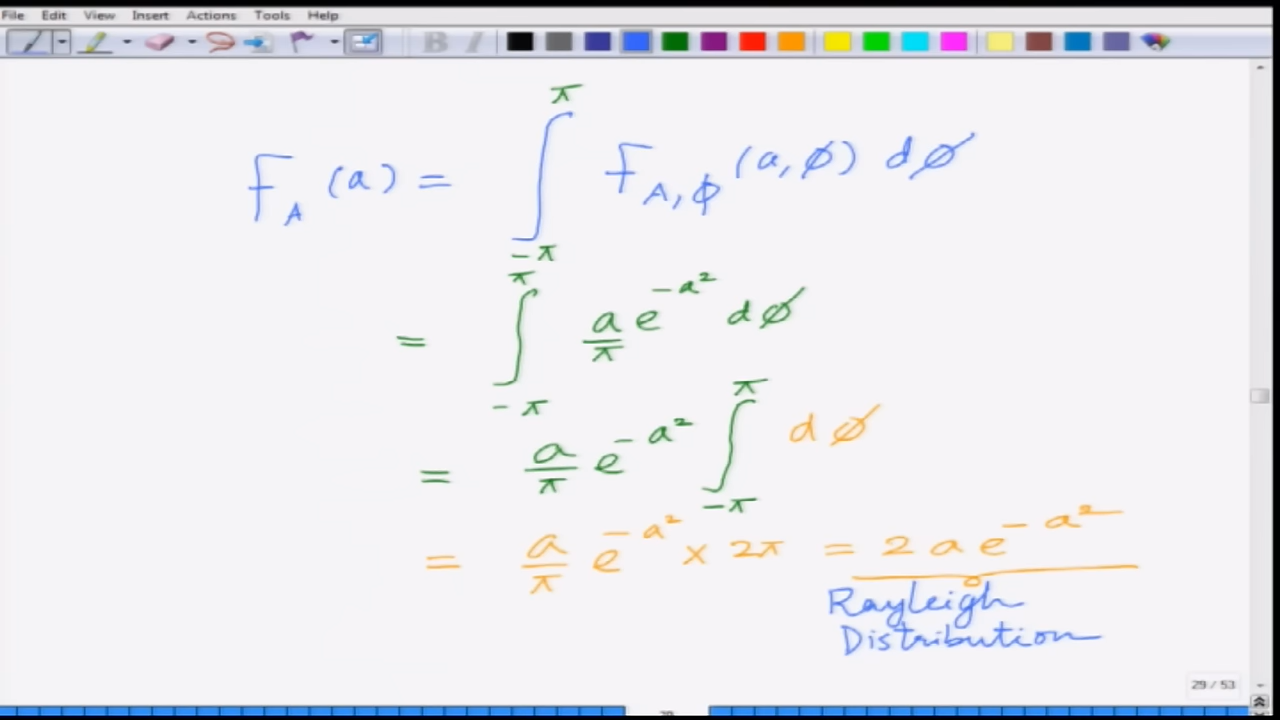 File Edit View Insert Actions Tools Help
B I
F_A (a) = ∫_{-π}^{π} F_{A,ϕ} (a, ϕ) dϕ
= ∫_{-π}^{π} a/π e^{-a²} dϕ
= a/π e^{-a²} ∫_{-π}^{π} dϕ
= a/π e^{-a²} × 2π = 2 a e^{-a²}
Rayleigh
Distribution
29 / 53